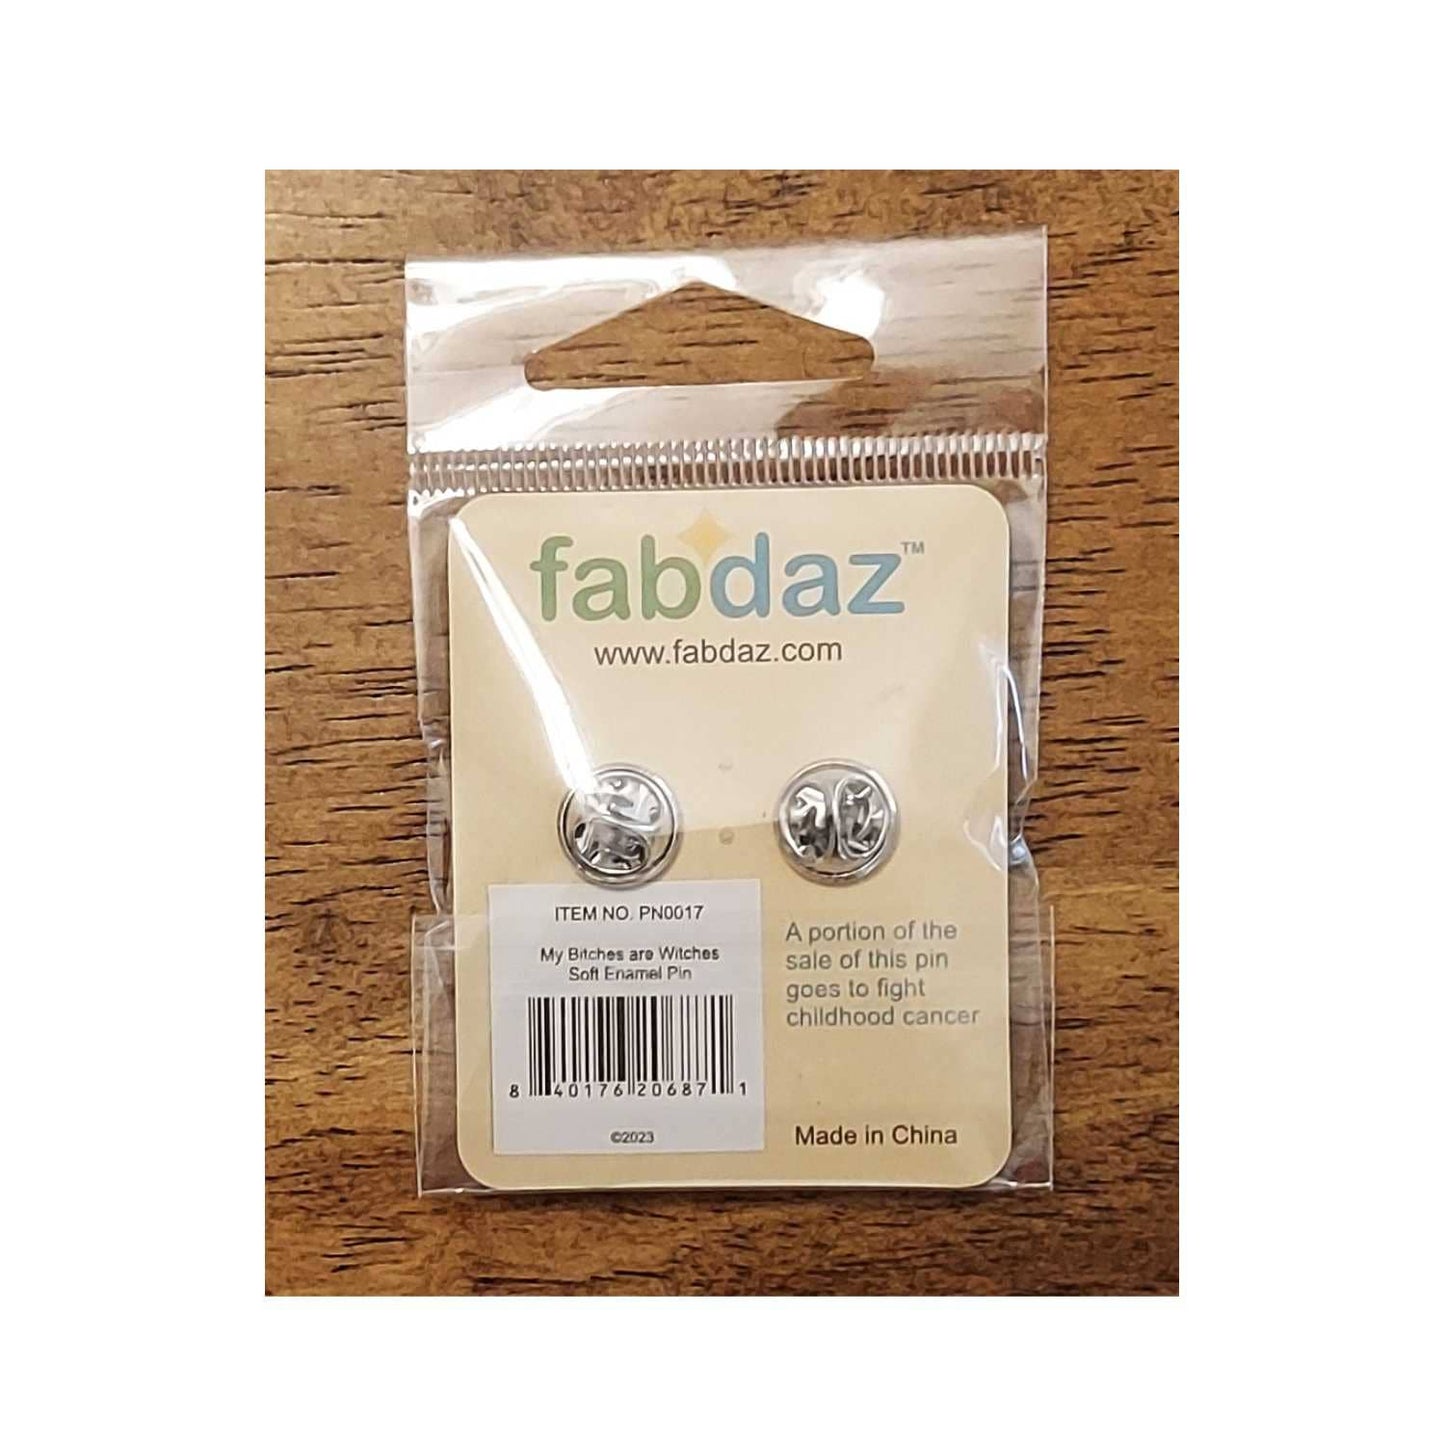 fabdaz™
www.fabdaz.com
ITEM NO. PN0017
My Bitches are Witches
Soft Enamel Pin
8 40176 20687 1
©2023
A portion of the
sale of this pin
goes to fight
childhood cancer
Made in China